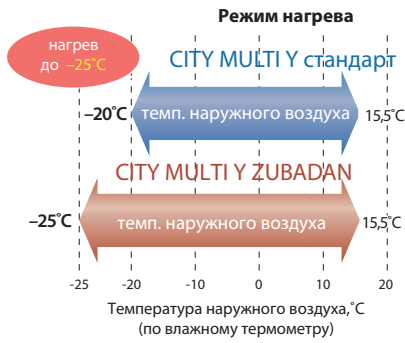 Режим нагрева
нагрев
до –25˚C
CITY MULTI Y стандарт
–20˚C темп. наружного воздуха 15,5˚C
CITY MULTI Y ZUBADAN
–25˚C темп. наружного воздуха 15,5˚C
-25 -20 -10 0 10 20
Температура наружного воздуха,˚C
(по влажному термометру)